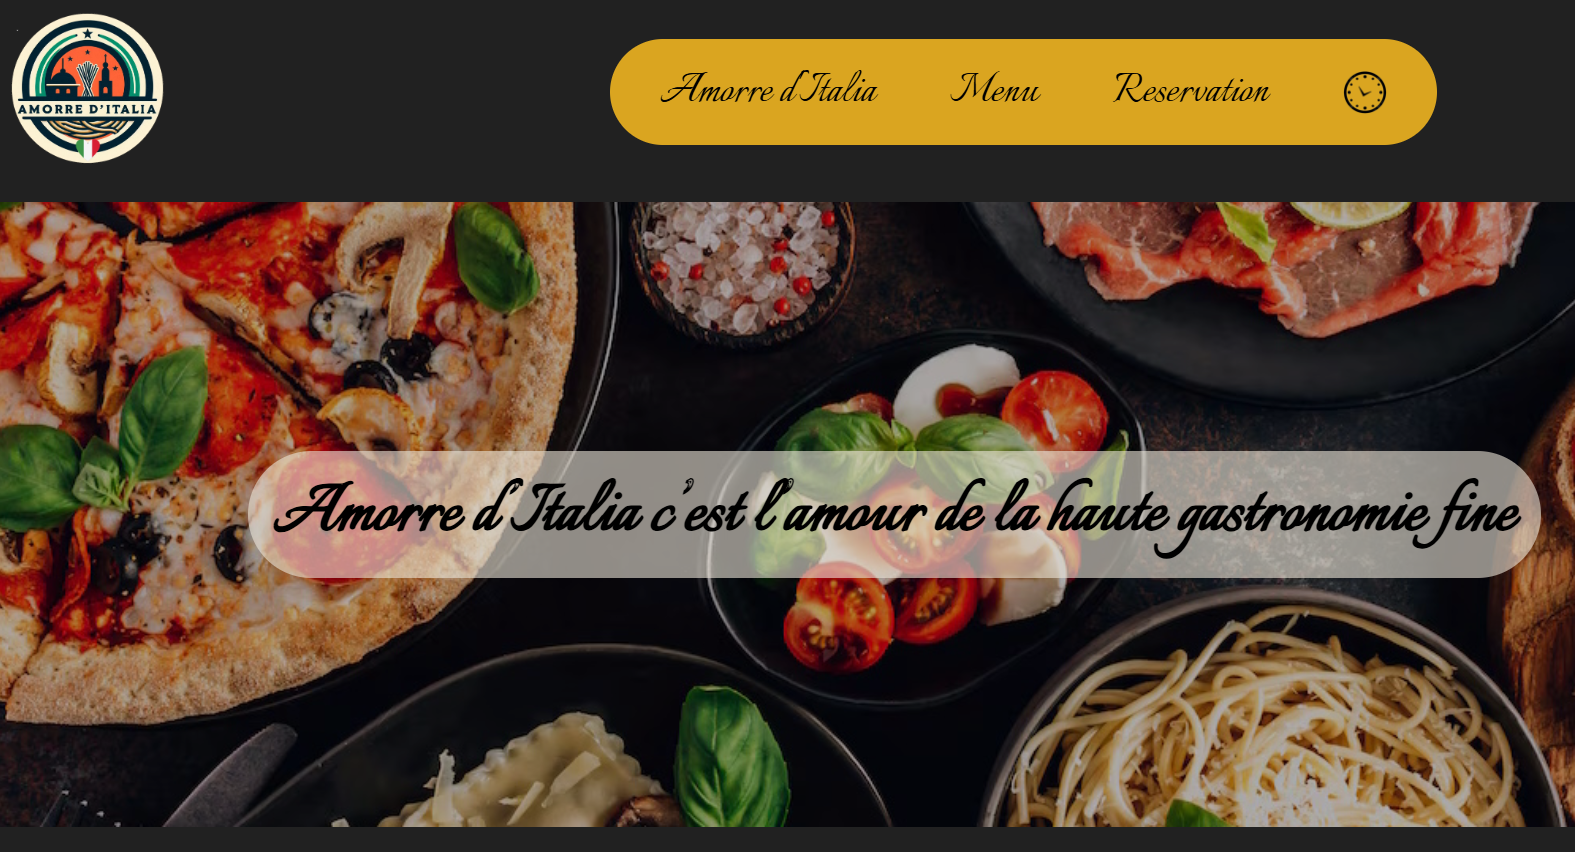 AMORRE D'ITALIA
Amorre d'Italia Menu Reservation
Amorre d'Italia c'est l'amour de la haute gastronomie fine